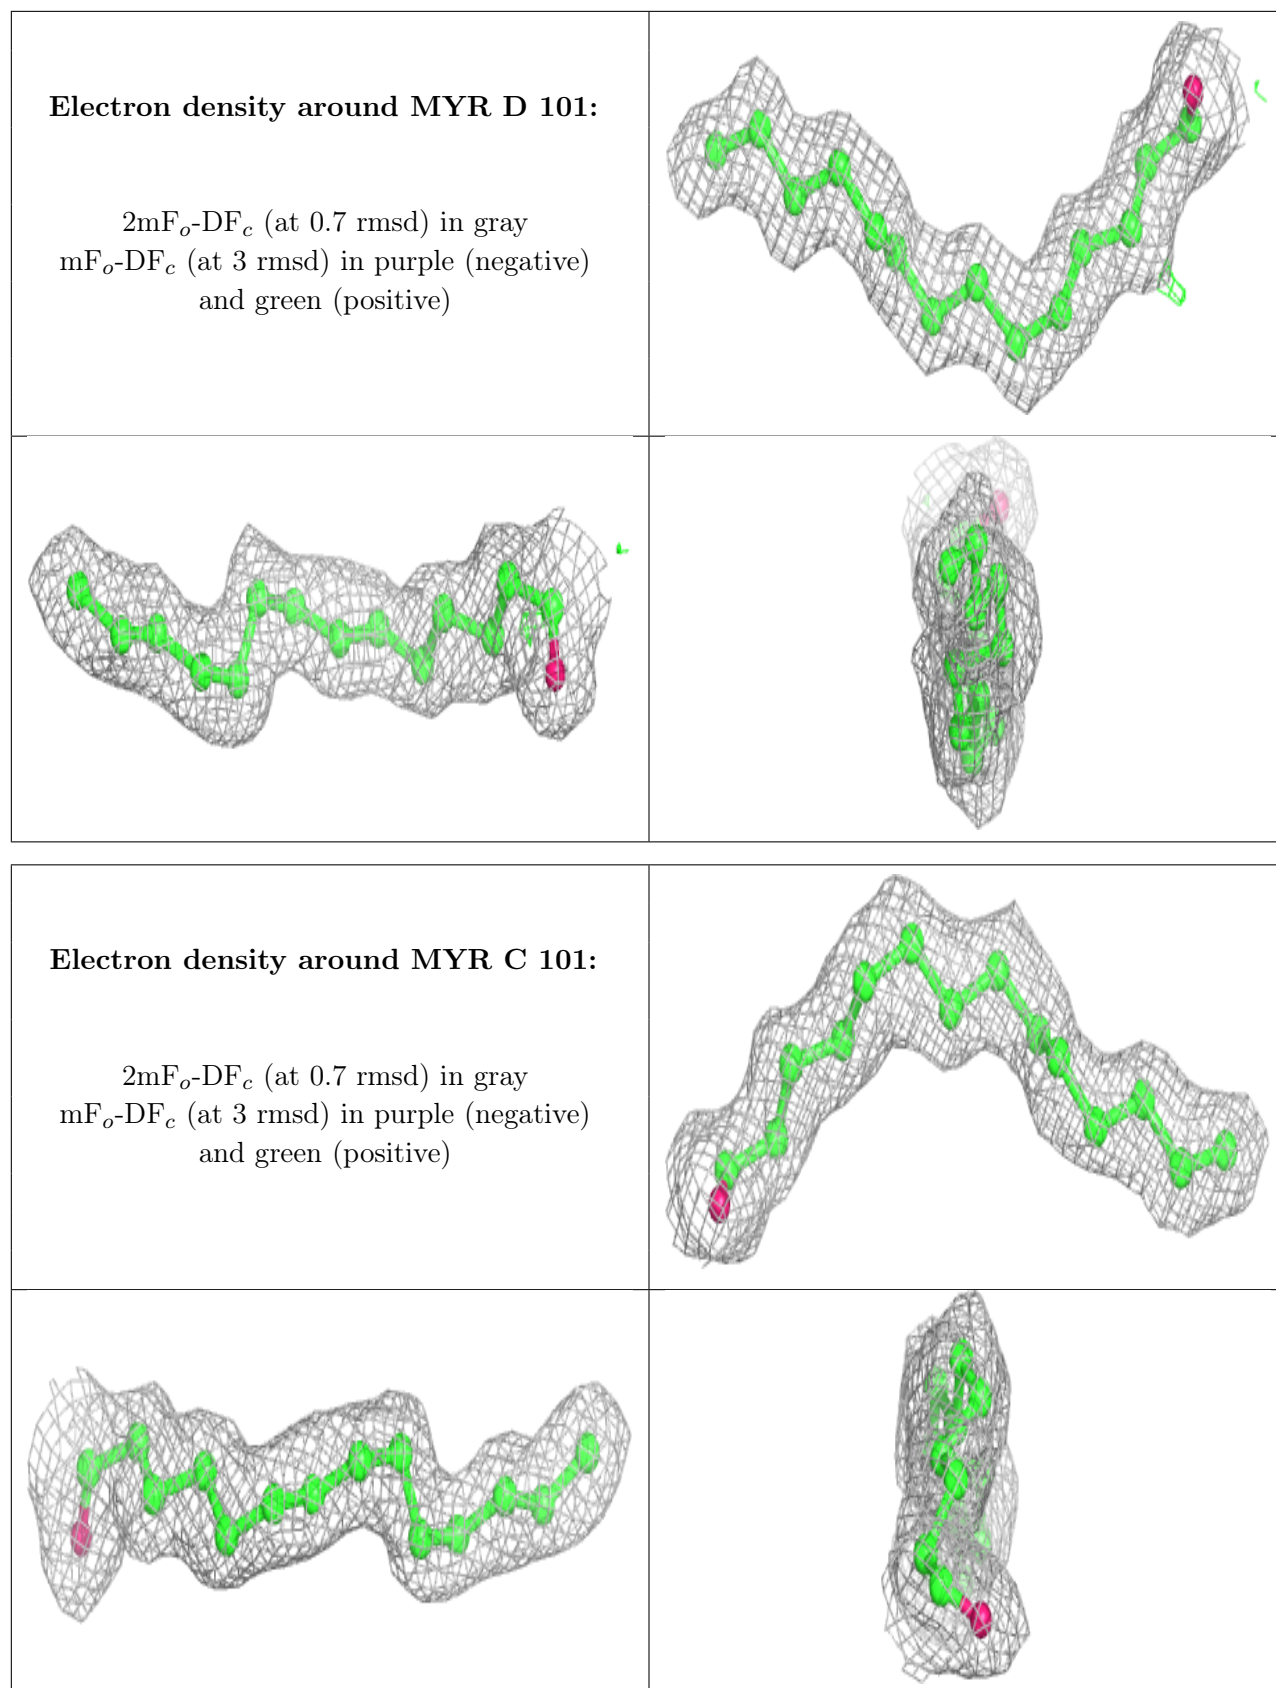 Electron density around MYR D 101:
2mFo-DFc (at 0.7 rmsd) in gray
mFo-DFc (at 3 rmsd) in purple (negative)
and green (positive)
Electron density around MYR C 101:
2mFo-DFc (at 0.7 rmsd) in gray
mFo-DFc (at 3 rmsd) in purple (negative)
and green (positive)